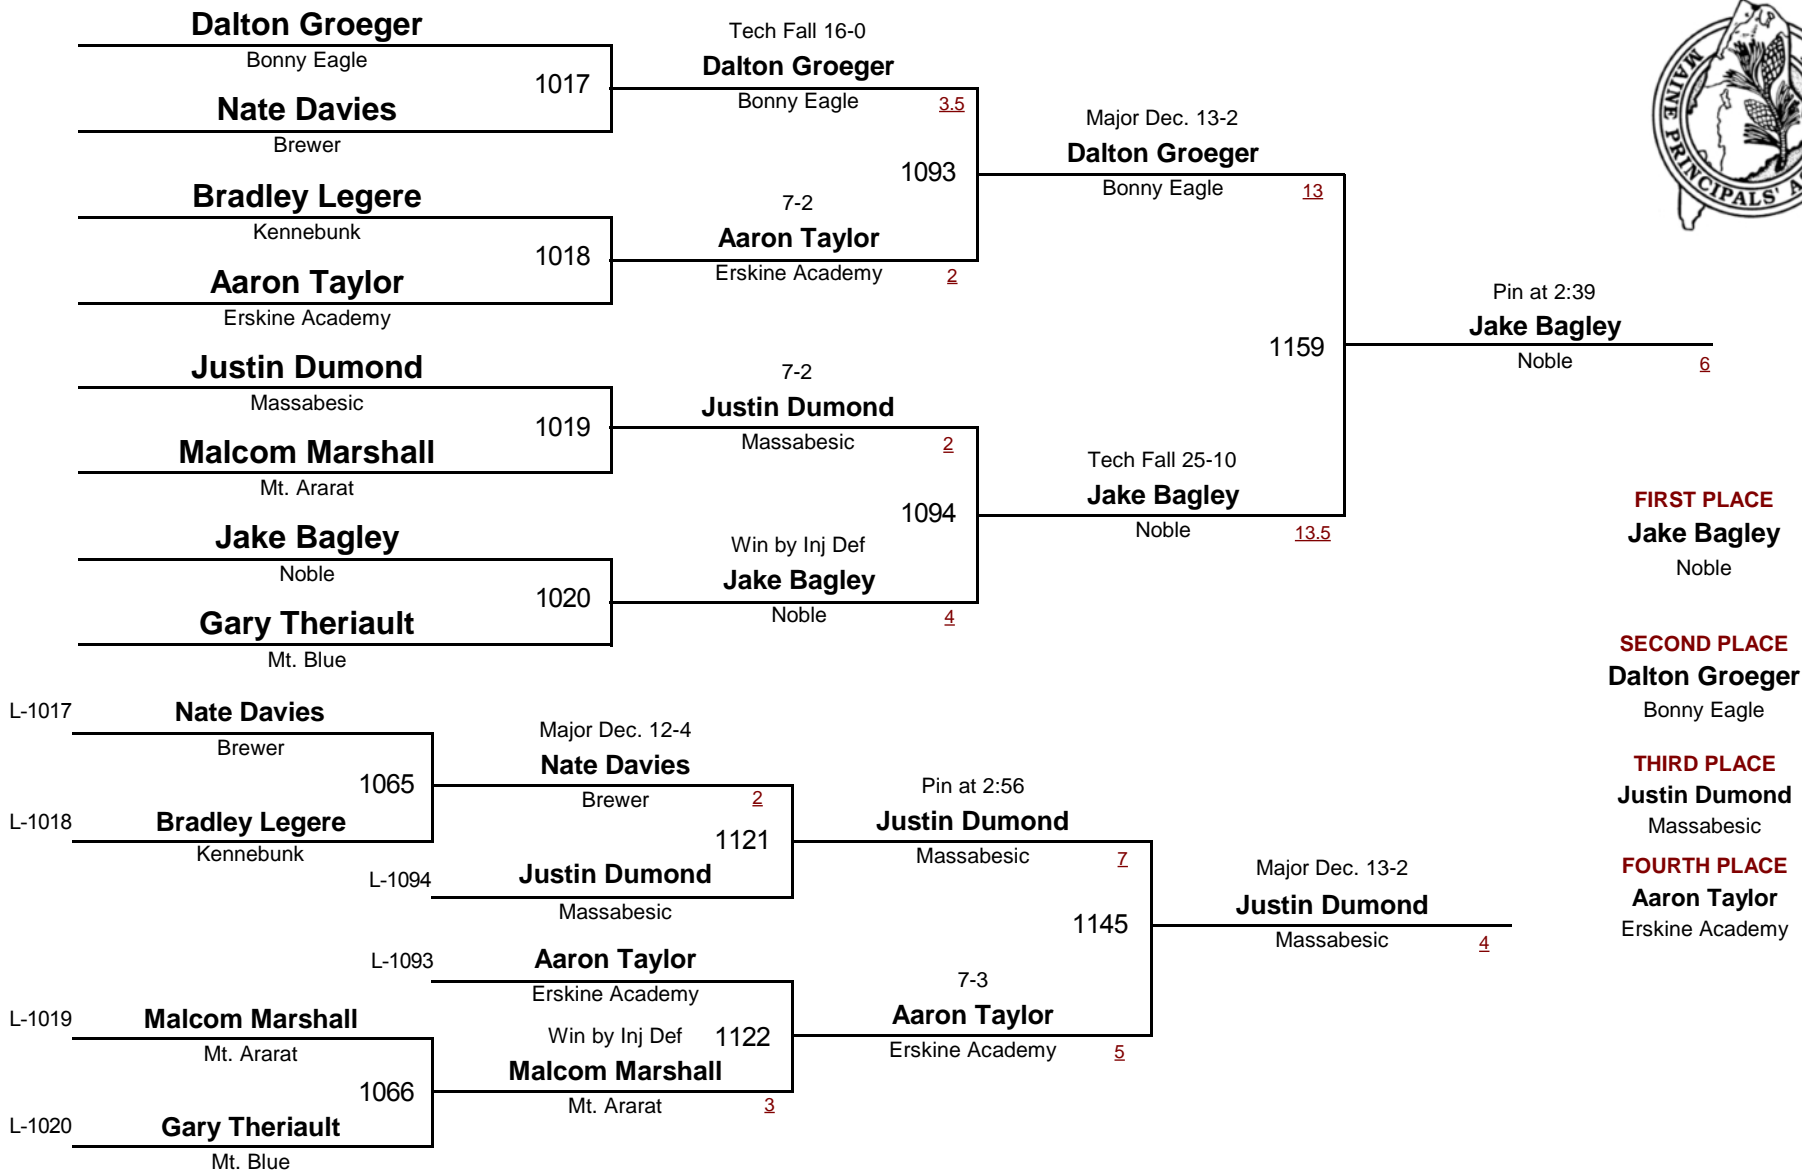 Dalton Groeger
Bonny Eagle
1017
Nate Davies
Brewer
Bradley Legere
Kennebunk
1018
Aaron Taylor
Erskine Academy
Justin Dumond
Massabesic
1019
Malcom Marshall
Mt. Ararat
Jake Bagley
Noble
1020
Gary Theriault
Mt. Blue
Tech Fall 16-0
Dalton Groeger
Bonny Eagle 3.5
1093
7-2
Aaron Taylor
Erskine Academy 2
7-2
Justin Dumond
Massabesic 2
1094
Win by Inj Def
Jake Bagley
Noble 4
Major Dec. 13-2
Dalton Groeger
Bonny Eagle 13
1159
Tech Fall 25-10
Jake Bagley
Noble 13.5
Pin at 2:39
Jake Bagley
Noble 6
MAINE PRINCIPALS' A
FIRST PLACE
Jake Bagley
Noble
SECOND PLACE
Dalton Groeger
Bonny Eagle
THIRD PLACE
Justin Dumond
Massabesic
FOURTH PLACE
Aaron Taylor
Erskine Academy
L-1017 Nate Davies
Brewer
1065
L-1018 Bradley Legere
Kennebunk
Major Dec. 12-4
Nate Davies
Brewer 2
1121
L-1094 Justin Dumond
Massabesic
L-1093 Aaron Taylor
Erskine Academy
1122
L-1019 Malcom Marshall
Mt. Ararat
1066
L-1020 Gary Theriault
Mt. Blue
Win by Inj Def
Malcom Marshall
Mt. Ararat 3
Pin at 2:56
Justin Dumond
Massabesic 7
1145
7-3
Aaron Taylor
Erskine Academy 5
Major Dec. 13-2
Justin Dumond
Massabesic 4